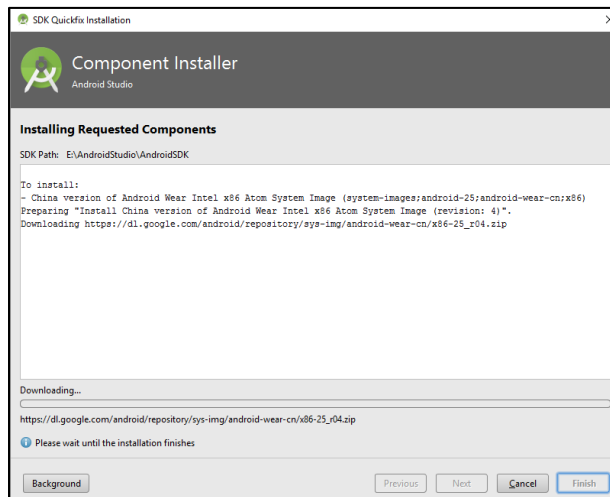 SDK Quickfix Installation
Component Installer
Android Studio
Installing Requested Components
SDK Path: E:\AndroidStudio\AndroidSDK
To install:
- China version of Android Wear Intel x86 Atom System Image (system-images;android-25;android-wear-cn;x86)
Preparing "Install China version of Android Wear Intel x86 Atom System Image (revision: 4)".
Downloading https://dl.google.com/android/repository/sys-img/android-wear-cn/x86-25_r04.zip
Downloading...
https://dl.google.com/android/repository/sys-img/android-wear-cn/x86-25_r04.zip
Please wait until the installation finishes
Background Previous Next Cancel Finish